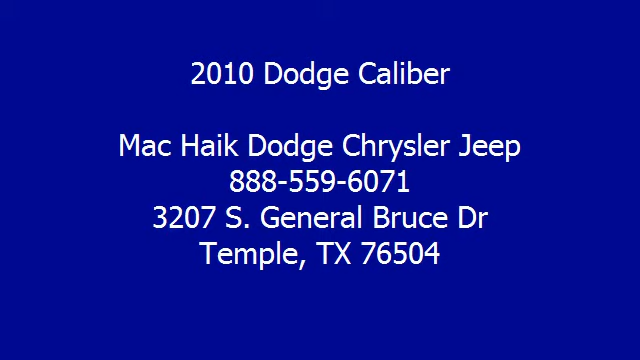 2010 Dodge Caliber
Mac Haik Dodge Chrysler Jeep
888-559-6071
3207 S. General Bruce Dr
Temple, TX 76504